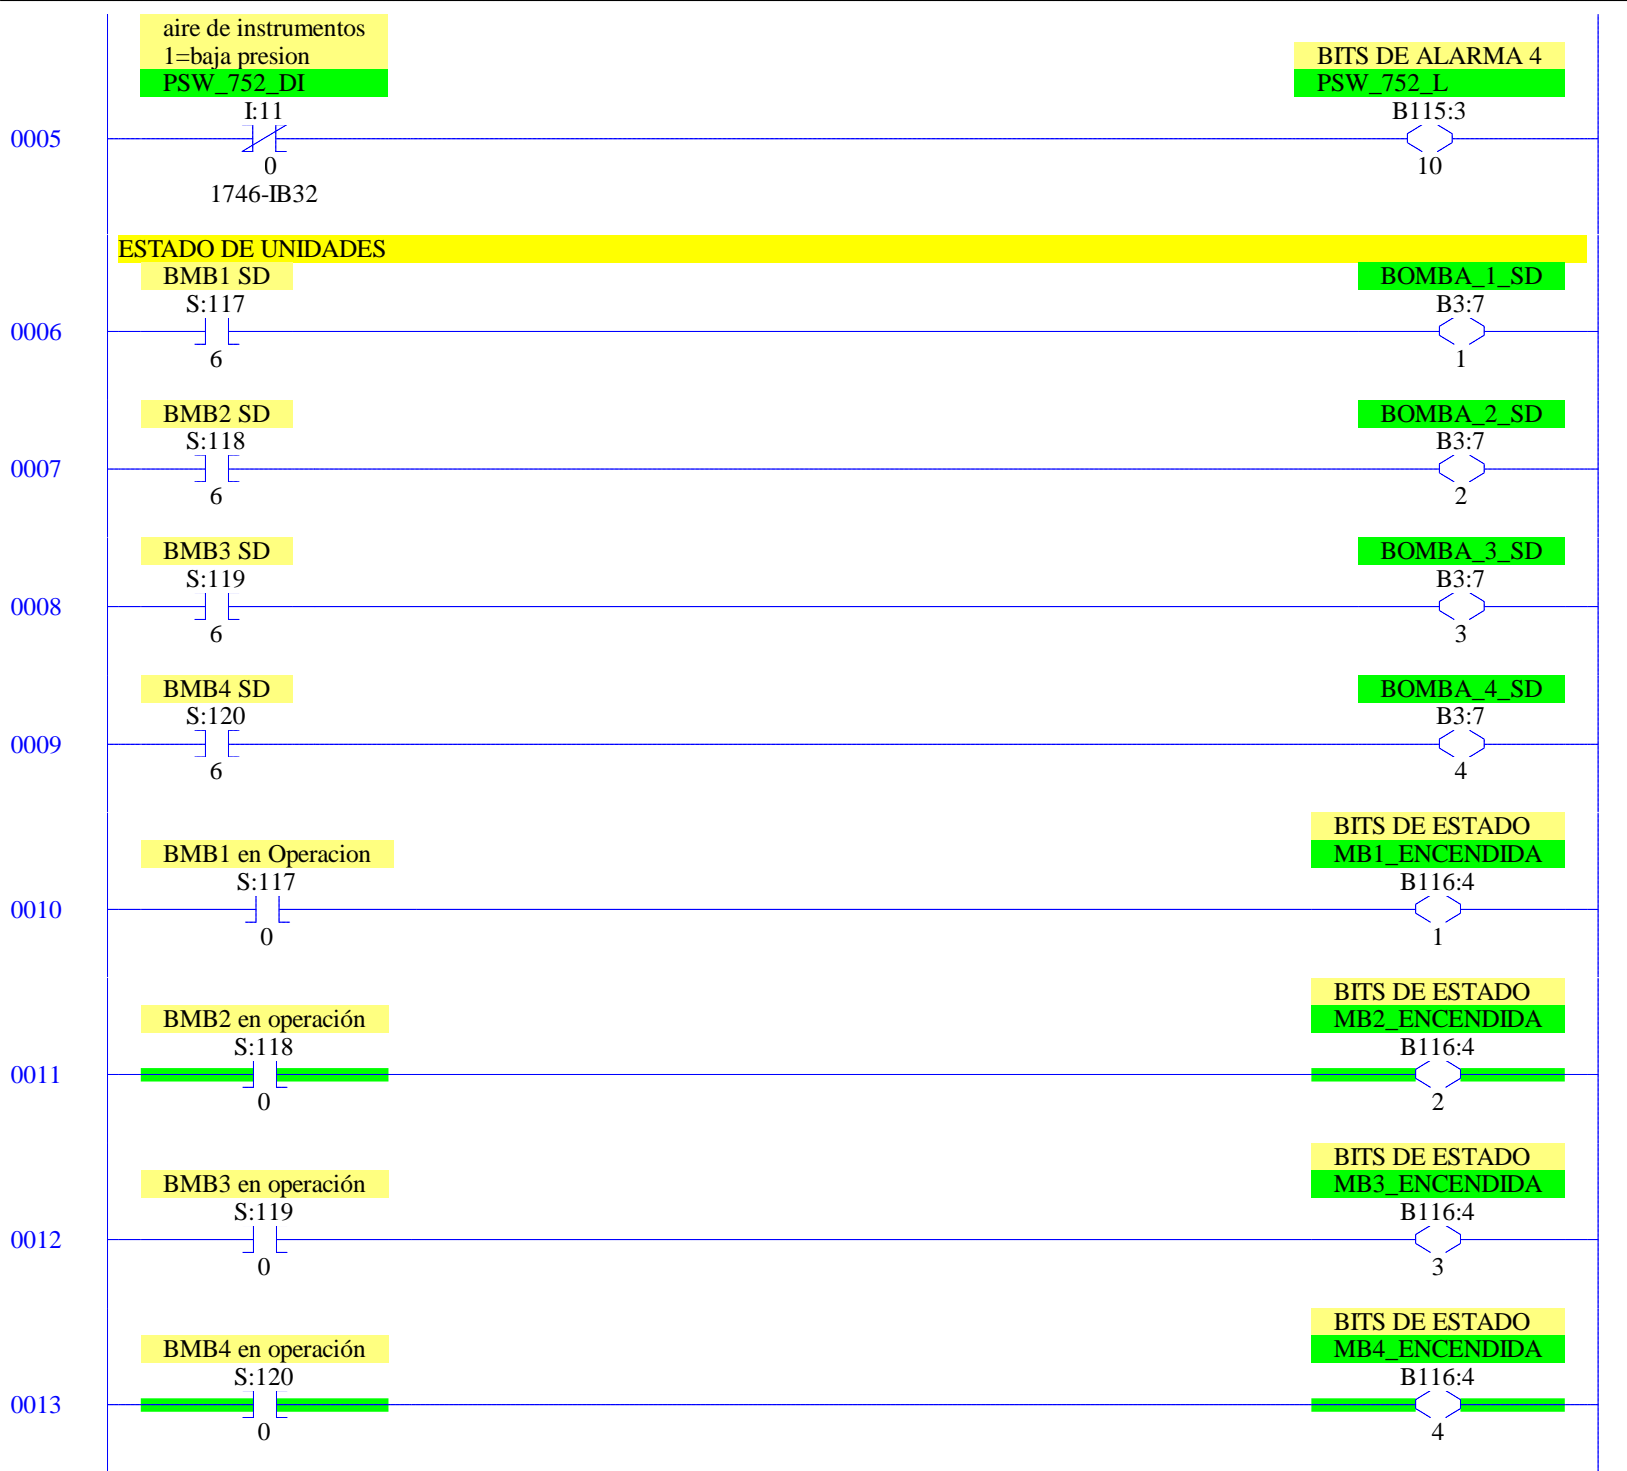 aire de instrumentos
1=baja presion
BITS DE ALARMA 4
PSW_752_DI
PSW_752_L
I:11
B115:3
0005
0
10
1746-IB32
ESTADO DE UNIDADES
BMB1 SD
BOMBA_1_SD
S:117
B3:7
0006
6
1
BMB2 SD
BOMBA_2_SD
S:118
B3:7
0007
6
2
BMB3 SD
BOMBA_3_SD
S:119
B3:7
0008
6
3
BMB4 SD
BOMBA_4_SD
S:120
B3:7
0009
6
4
BITS DE ESTADO
BMB1 en Operacion
MB1_ENCENDIDA
S:117
B116:4
0010
0
1
BITS DE ESTADO
BMB2 en operación
MB2_ENCENDIDA
S:118
B116:4
0011
0
2
BITS DE ESTADO
BMB3 en operación
MB3_ENCENDIDA
S:119
B116:4
0012
0
3
BITS DE ESTADO
BMB4 en operación
MB4_ENCENDIDA
S:120
B116:4
0013
0
4